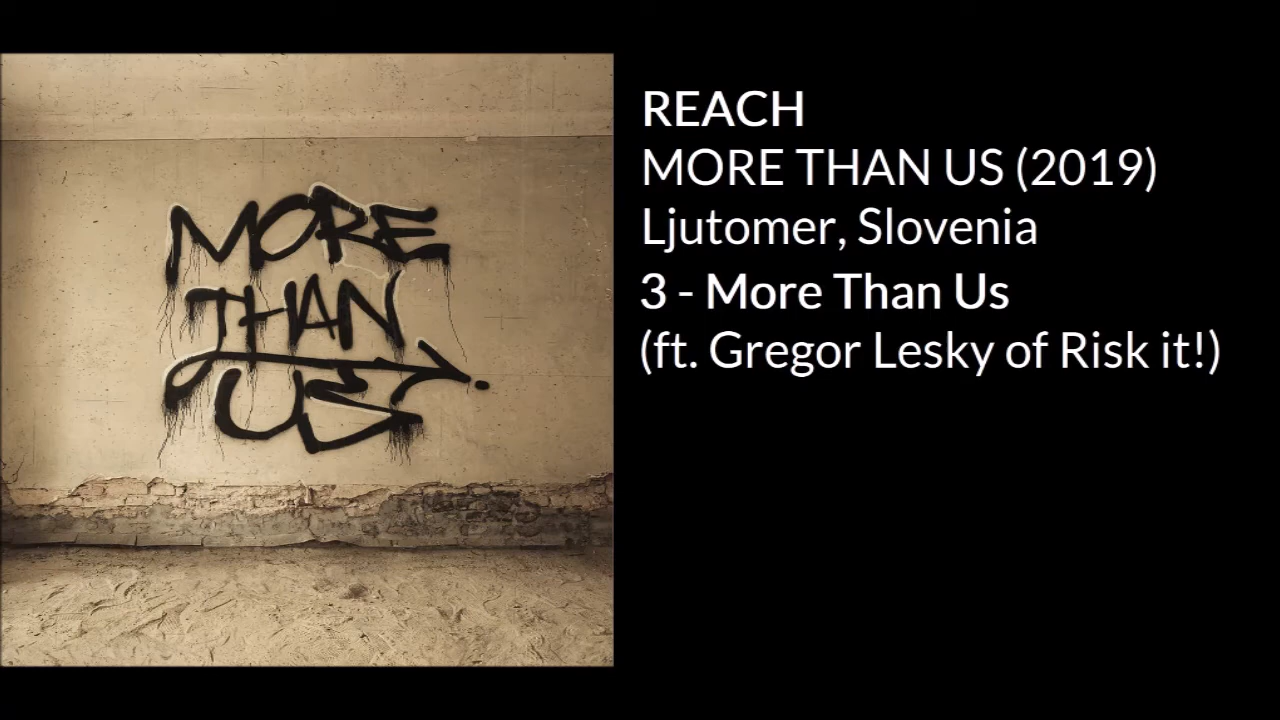 MORE
THAN
US.
REACH
MORE THAN US (2019)
Ljutomer, Slovenia
3 - More Than Us
(ft. Gregor Lesky of Risk it!)